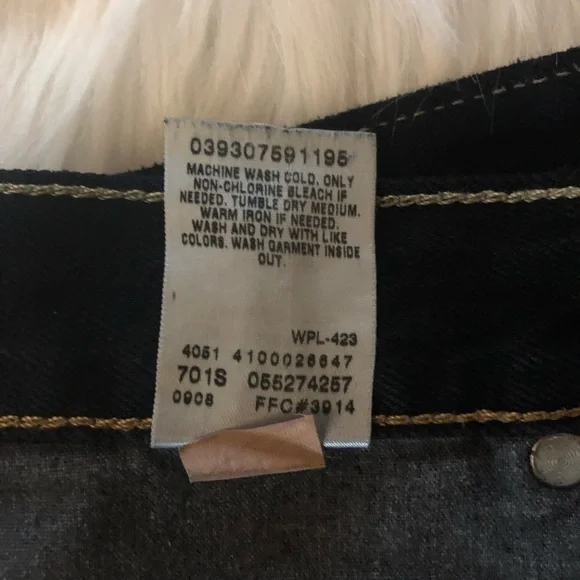 039307591195
MACHINE WASH COLD. ONLY
NON-CHLORINE BLEACH IF
NEEDED. TUMBLE DRY MEDIUM.
WARM IRON IF NEEDED.
WASH AND DRY WITH LIKE
COLORS. WASH GARMENT INSIDE
OUT.
WPL-423
4051 4100026647
701S 055274257
0908 FFC#3914